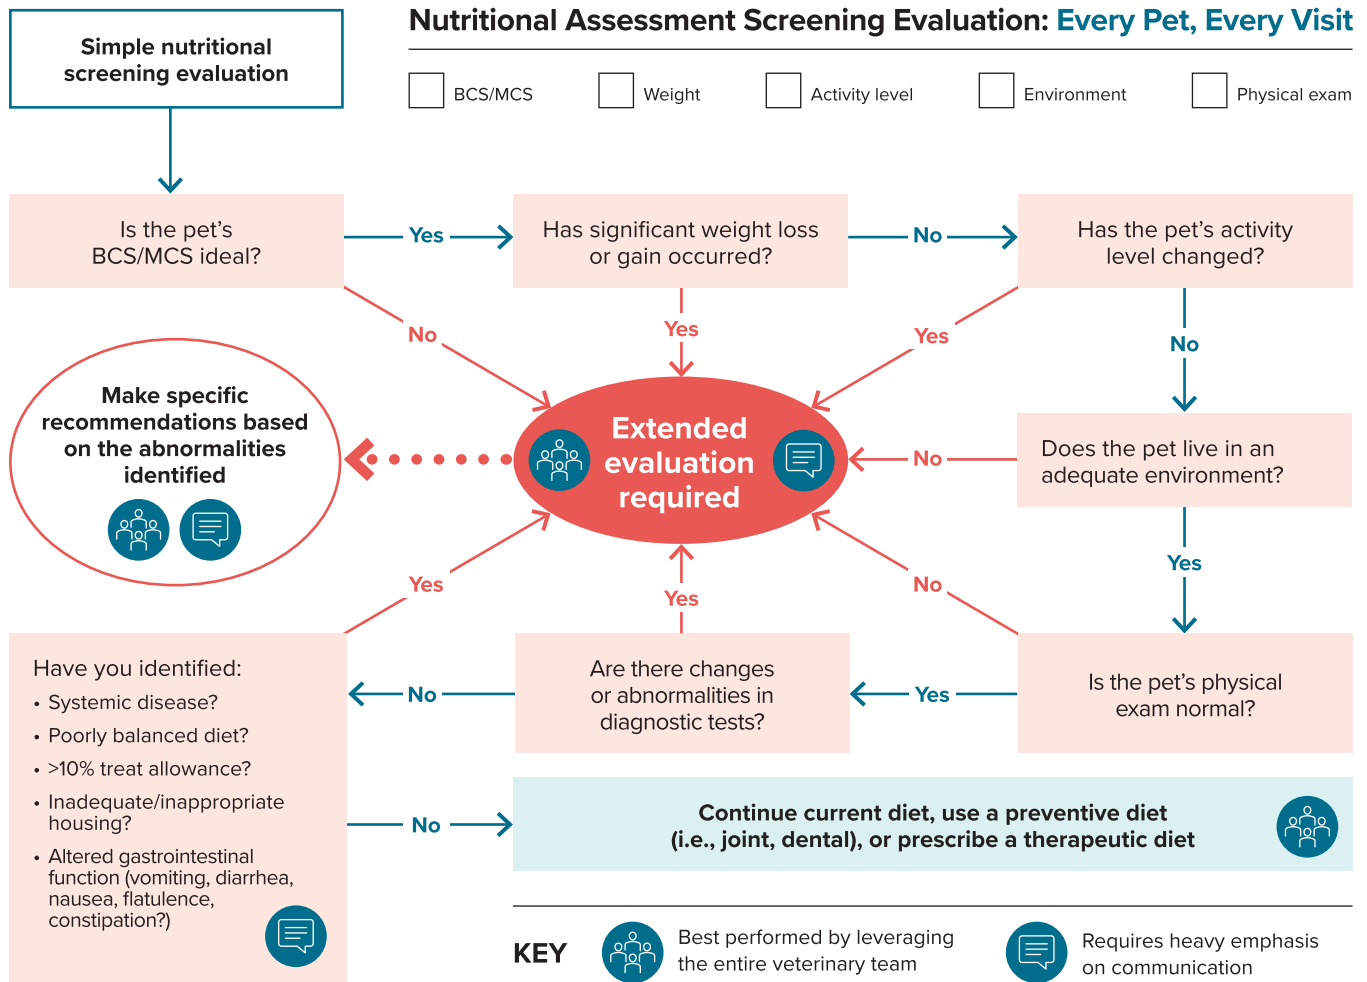 Simple nutritional
screening evaluation
Nutritional Assessment Screening Evaluation: Every Pet, Every Visit
BCS/MCS
Weight
Activity level
Environment
Physical exam
Is the pet's
BCS/MCS ideal?
Yes
Has significant weight loss
or gain occurred?
No
Has the pet's activity
level changed?
No
Yes
Yes
No
Make specific
recommendations based
on the abnormalities
identified
Extended
evaluation
required
No
Does the pet live in an
adequate environment?
Yes
Yes
No
Yes
Have you identified:
• Systemic disease?
• Poorly balanced diet?
• >10% treat allowance?
• Inadequate/inappropriate
housing?
• Altered gastrointestinal
function (vomiting, diarrhea,
nausea, flatulence,
constipation?)
No
Are there changes
or abnormalities in
diagnostic tests?
Yes
Is the pet's physical
exam normal?
No
Continue current diet, use a preventive diet
(i.e., joint, dental), or prescribe a therapeutic diet
KEY
Best performed by leveraging
the entire veterinary team
Requires heavy emphasis
on communication